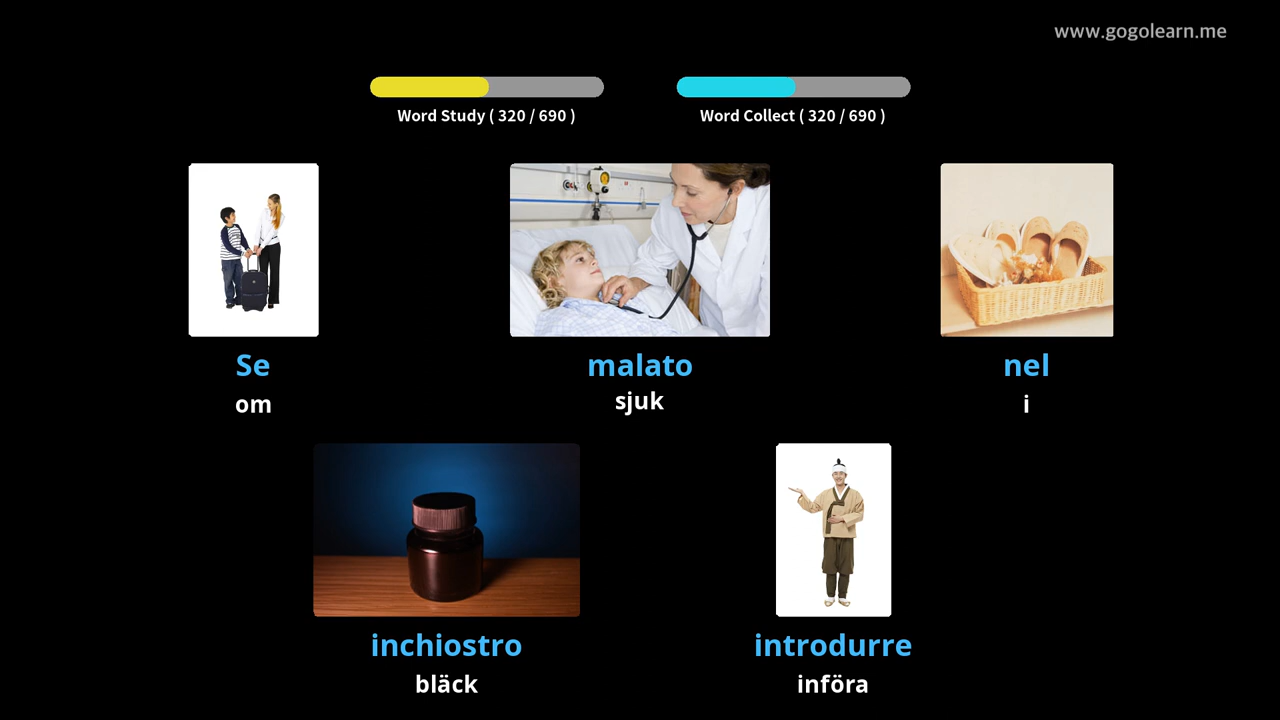 www.gogolearn.me
Word Study ( 320 / 690 )
Word Collect ( 320 / 690 )
Se
om
malato
sjuk
nel
i
inchiostro
bläck
introdurre
införa